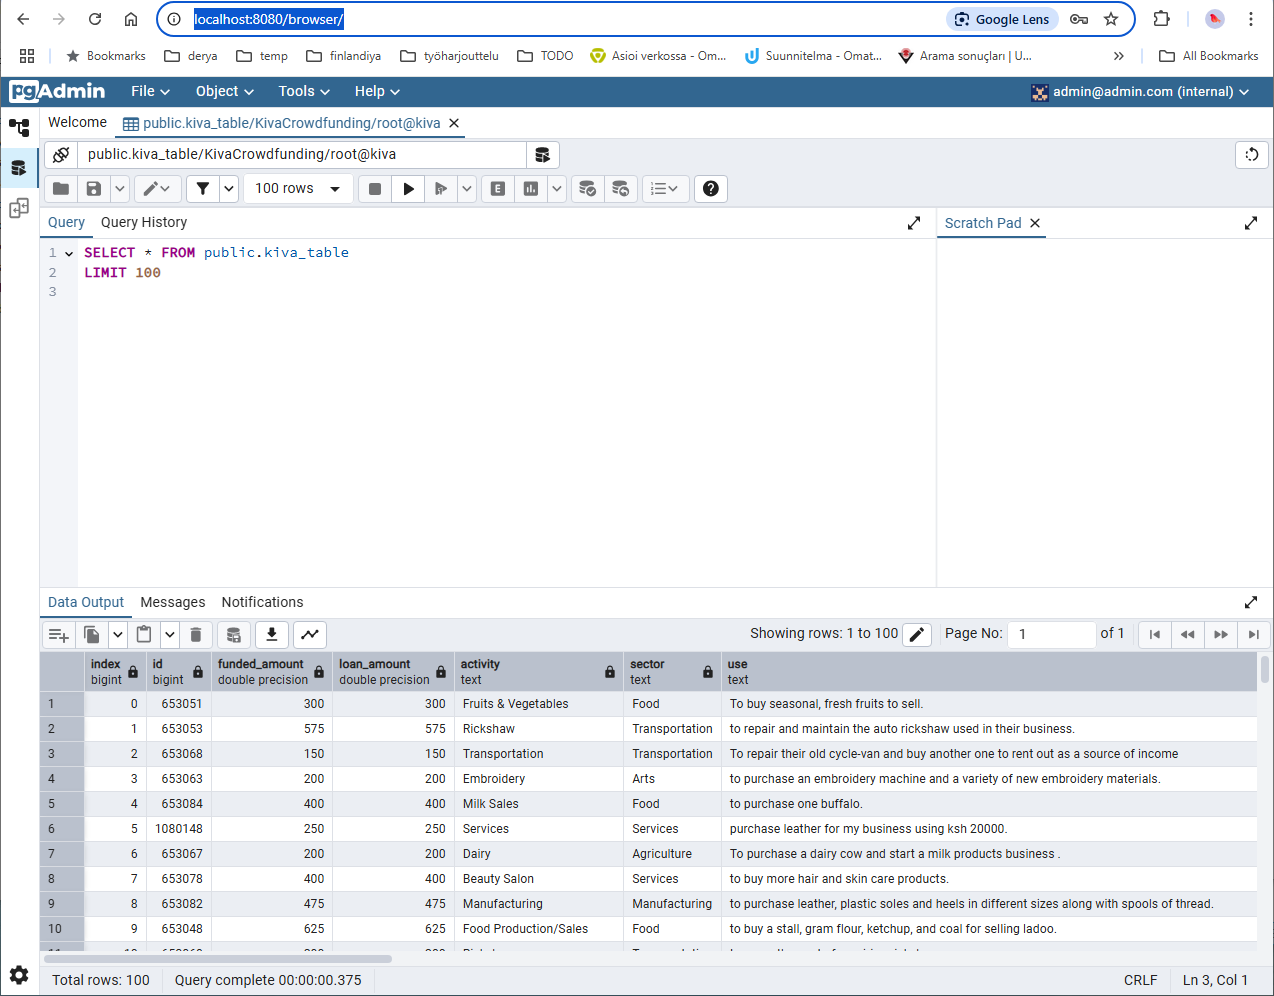 localhost:8080/browser/
Google Lens
Bookmarks derya temp finlandiya työharjouttelu TODO Asioi verkossa - Om... Suunnitelma - Omat... Arama sonuçları | U... » All Bookmarks
pgAdmin File Object Tools Help admin@admin.com (internal)
Welcome public.kiva_table/KivaCrowdfunding/root@kiva
public.kiva_table/KivaCrowdfunding/root@kiva
100 rows E
Query Query History Scratch Pad
1 SELECT * FROM public.kiva_table
2 LIMIT 100
3
Data Output Messages Notifications
Showing rows: 1 to 100 Page No: 1 of 1
index id funded_amount loan_amount activity sector use
bigint bigint double precision double precision text text text
1 0 653051 300 300 Fruits & Vegetables Food To buy seasonal, fresh fruits to sell.
2 1 653053 575 575 Rickshaw Transportation to repair and maintain the auto rickshaw used in their business.
3 2 653068 150 150 Transportation Transportation To repair their old cycle-van and buy another one to rent out as a source of income
4 3 653063 200 200 Embroidery Arts to purchase an embroidery machine and a variety of new embroidery materials.
5 4 653084 400 400 Milk Sales Food to purchase one buffalo.
6 5 1080148 250 250 Services Services purchase leather for my business using ksh 20000.
7 6 653067 200 200 Dairy Agriculture To purchase a dairy cow and start a milk products business .
8 7 653078 400 400 Beauty Salon Services to buy more hair and skin care products.
9 8 653082 475 475 Manufacturing Manufacturing to purchase leather, plastic soles and heels in different sizes along with spools of thread.
10 9 653048 625 625 Food Production/Sales Food to buy a stall, gram flour, ketchup, and coal for selling ladoo.
Total rows: 100 Query complete 00:00:00.375 CRLF Ln 3, Col 1